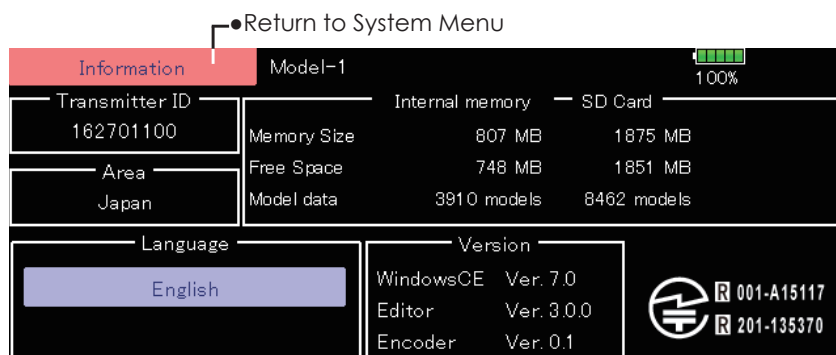 ●Return to System Menu
Information Model-1 100%
Transmitter ID
162701100
Internal memory SD Card
Memory Size 807 MB 1875 MB
Free Space 748 MB 1851 MB
Model data 3910 models 8462 models
Area
Japan
Language
English
Version
WindowsCE Ver. 7.0
Editor Ver. 3.0.0
Encoder Ver. 0.1
R 001-A15117
R 201-135370